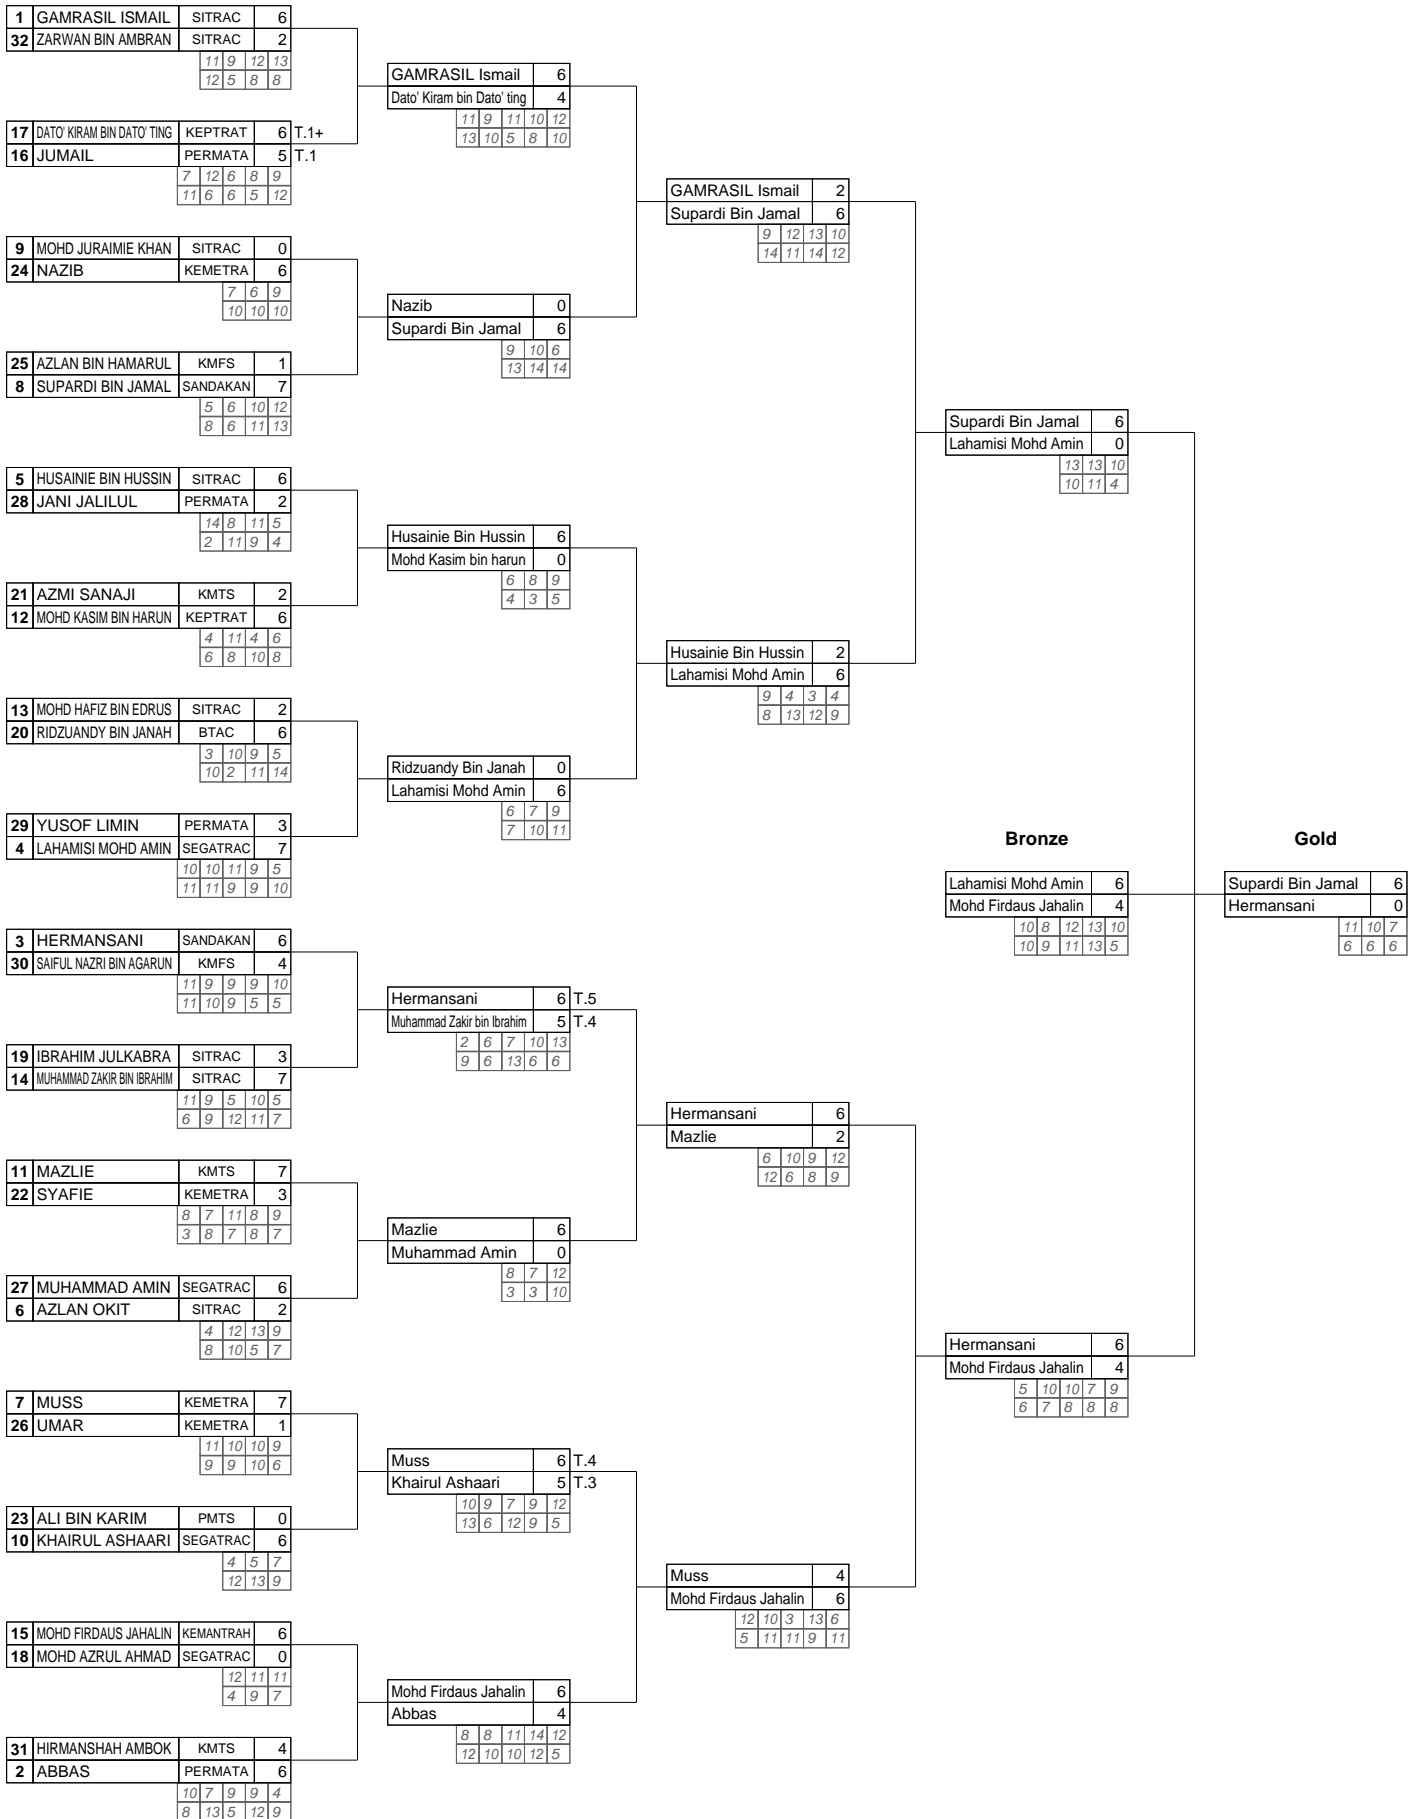 1 GAMRASIL ISMAIL SITRAC 6
32 ZARWAN BIN AMBRAN SITRAC 2
11 9 12 13
12 5 8 8
GAMRASIL Ismail 6
Dato' Kiram bin Dato' ting 4
11 9 11 10 12
13 10 5 8 10
17 DATO' KIRAM BIN DATO' TING KEPTRAT 6 T.1+
16 JUMAIL PERMATA 5 T.1
7 12 6 8 9
11 6 6 5 12
GAMRASIL Ismail 2
Supardi Bin Jamal 6
9 12 13 10
14 11 14 12
9 MOHD JURAIMIE KHAN SITRAC 0
24 NAZIB KEMETRA 6
7 6 9
10 10 10
Nazib 0
Supardi Bin Jamal 6
9 10 6
13 14 14
25 AZLAN BIN HAMARUL KMFS 1
8 SUPARDI BIN JAMAL SANDAKAN 7
5 6 10 12
8 6 11 13
Supardi Bin Jamal 6
Lahamisi Mohd Amin 0
13 13 10
10 11 4
5 HUSAINIE BIN HUSSIN SITRAC 6
28 JANI JALILUL PERMATA 2
14 8 11 5
2 11 9 4
Husainie Bin Hussin 6
Mohd Kasim bin harun 0
6 8 9
4 3 5
21 AZMI SANAJI KMTS 2
12 MOHD KASIM BIN HARUN KEPTRAT 6
4 11 4 6
6 8 10 8
Husainie Bin Hussin 2
Lahamisi Mohd Amin 6
9 4 3 4
8 13 12 9
13 MOHD HAFIZ BIN EDRUS SITRAC 2
20 RIDZUANDY BIN JANAH BTAC 6
3 10 9 5
10 2 11 14
Ridzuandy Bin Janah 0
Lahamisi Mohd Amin 6
6 7 9
7 10 11
29 YUSOF LIMIN PERMATA 3
4 LAHAMISI MOHD AMIN SEGATRAC 7
10 10 11 9 5
11 11 9 9 10
Bronze Gold
Lahamisi Mohd Amin 6 Supardi Bin Jamal 6
Mohd Firdaus Jahalin 4 Hermansani 0
10 8 12 13 10 11 10 7
10 9 11 13 5 6 6 6
3 HERMANSANI SANDAKAN 6
30 SAIFUL NAZRI BIN AGARUN KMFS 4
11 9 9 9 10
11 10 9 5 5
Hermansani 6 T.5
Muhammad Zakir bin Ibrahim 5 T.4
2 6 7 10 13
9 6 13 6 6
19 IBRAHIM JULKABRA SITRAC 3
14 MUHAMMAD ZAKIR BIN IBRAHIM SITRAC 7
11 9 5 10 5
6 9 12 11 7
Hermansani 6
Mazlie 2
6 10 9 12
12 6 8 9
11 MAZLIE KMTS 7
22 SYAFIE KEMETRA 3
8 7 11 8 9
3 8 7 8 7
Mazlie 6
Muhammad Amin 0
8 7 12
3 3 10
27 MUHAMMAD AMIN SEGATRAC 6
6 AZLAN OKIT SITRAC 2
4 12 13 9
8 10 5 7
Hermansani 6
Mohd Firdaus Jahalin 4
5 10 10 7 9
6 7 8 8 8
7 MUSS KEMETRA 7
26 UMAR KEMETRA 1
11 10 10 9
9 9 10 6
Muss 6 T.4
Khairul Ashaari 5 T.3
10 9 7 9 12
13 6 12 9 5
23 ALI BIN KARIM PMTS 0
10 KHAIRUL ASHAARI SEGATRAC 6
4 5 7
12 13 9
Muss 4
Mohd Firdaus Jahalin 6
12 10 3 13 6
5 11 11 9 11
15 MOHD FIRDAUS JAHALIN KEMANTRAH 6
18 MOHD AZRUL AHMAD SEGATRAC 0
12 11 11
4 9 7
Mohd Firdaus Jahalin 6
Abbas 4
8 8 11 14 12
12 10 10 12 5
31 HIRMANSHAH AMBOK KMTS 4
2 ABBAS PERMATA 6
10 7 9 9 4
8 13 5 12 9